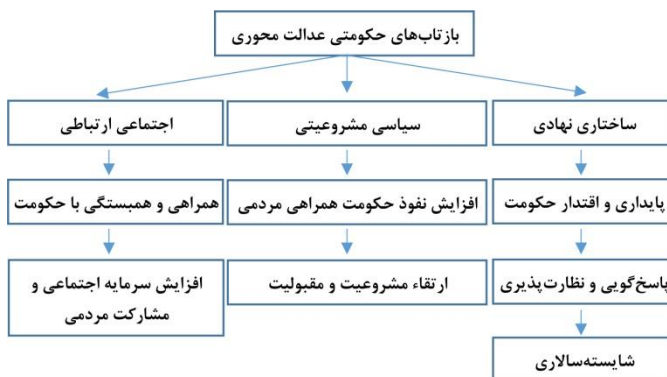 بازتاب‌های حکومتی عدالت محوری
ساختاری نهادی
سیاسی مشروعیتی
اجتماعی ارتباطی
پایداری و اقتدار حکومت
افزایش نفوذ حکومت همراهی مردمی
همراهی و همبستگی با حکومت
پاسخ‌گویی و نظارت‌پذیری
ارتقاء مشروعیت و مقبولیت
افزایش سرمایه اجتماعی و
مشارکت مردمی
شایسته‌سالاری